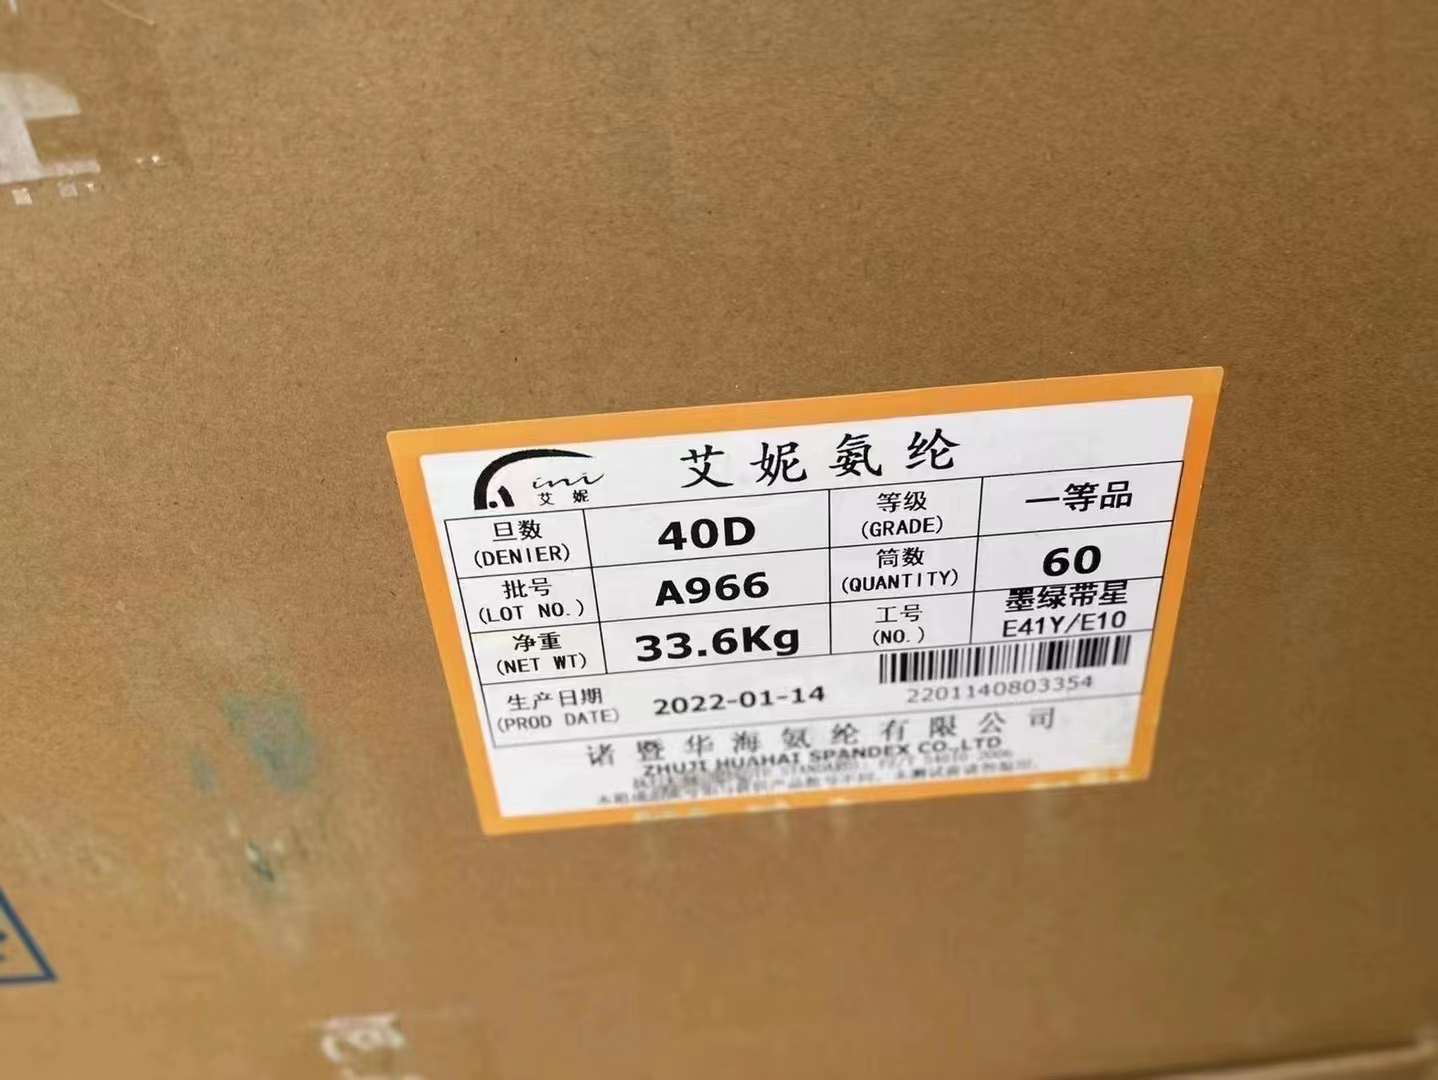 ini
艾妮
艾妮氨纶
旦数
(DENIER)
40D
等级
(GRADE)
一等品
批号
(LOT NO.)
A966
筒数
(QUANTITY)
60
净重
(NET WT)
33.6Kg
工号
(NO.)
墨绿带星
E41Y/E10
生产日期
(PROD DATE)
2022-01-14
2201140803354
诸暨华海氨纶有限公司
ZHUJI HUAHAI SPANDEX CO.,LTD